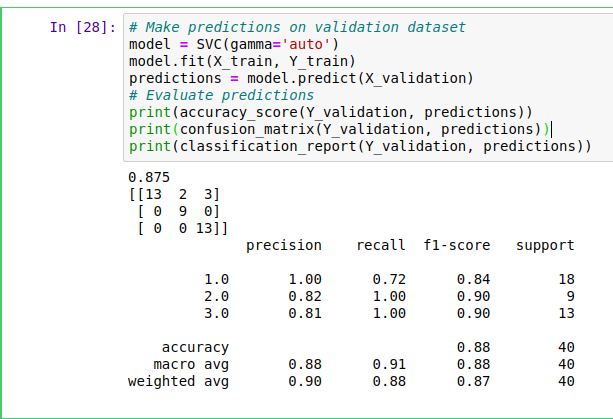 In [28]: # Make predictions on validation dataset
model = SVC(gamma='auto')
model.fit(X_train, Y_train)
predictions = model.predict(X_validation)
# Evaluate predictions
print(accuracy_score(Y_validation, predictions))
print(confusion_matrix(Y_validation, predictions))
print(classification_report(Y_validation, predictions))
0.875
[[13  2  3]
 [ 0  9  0]
 [ 0  0 13]]
              precision    recall  f1-score   support
         1.0       1.00      0.72      0.84        18
         2.0       0.82      1.00      0.90         9
         3.0       0.81      1.00      0.90        13
    accuracy                           0.88        40
   macro avg       0.88      0.91      0.88        40
weighted avg       0.90      0.88      0.87        40